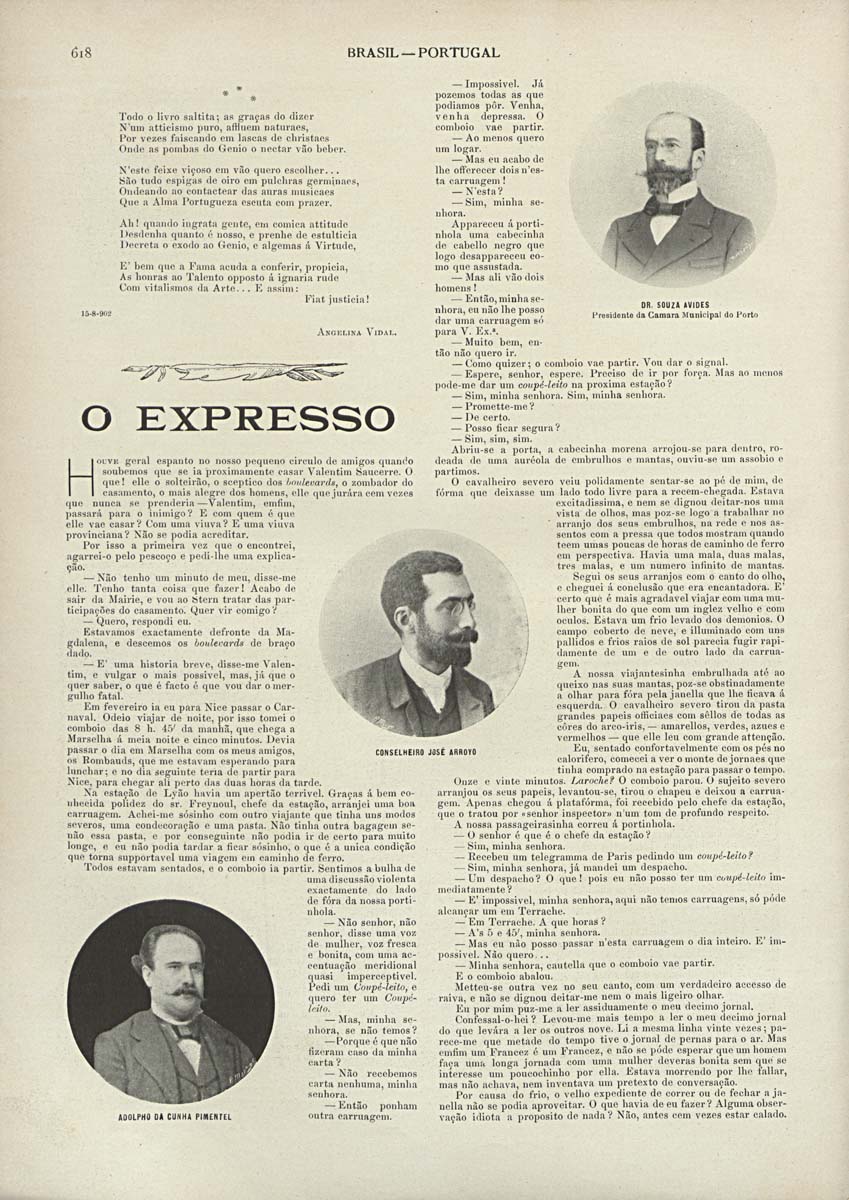 618
BRASIL — PORTUGAL
* * *
Todo o livro saltita; as graças do dizer
N'um atticismo puro, affluem naturaes,
Por vezes faiscando em lascas de christaes
Onde as pombas do Genio o nectar vão beber.
N'este feixe viçoso em vão quero escolher...
São tudo espigas de oiro em pulchras germinaes,
Ondeando ao contactear das auras musicaes
Que a Alma Portugueza escuta com prazer.
Ah! quando ingrata gente, em comica attitude
Desdenha quanto é nosso, e prenhe de estulticia
Decreta o exodo ao Genio, e algemas á Virtude,
E' bem que a Fama acuda a conferir, propicia,
As honras ao Talento opposto á ignaria rude
Com vitalismos da Arte... E assim:
Fiat justicia!
15-8-902
ANGELINA VIDAL.
O EXPRESSO
HOUVE geral espanto no nosso pequeno circulo de amigos quando
soubemos que se ia proximamente casar Valentim Saucerre. O
que! elle o solteirão, o sceptico dos boulevards, o zombador do
casamento, o mais alegre dos homens, elle que jurára cem vezes
que nunca se prenderia — Valentim, emfim,
passará para o inimigo? E com quem é que
elle vae casar? Com uma viuva? E uma viuva
provinciana? Não se podia acreditar.
Por isso a primeira vez que o encontrei,
agarrei-o pelo pescoço e pedi-lhe uma explica-
ção.
— Não tenho um minuto de meu, disse-me
elle. Tenho tanta coisa que fazer! Acabo de
sair da Mairie, e vou ao Stern tratar das par-
ticipações do casamento. Quer vir comigo?
— Quero, respondi eu.
Estavamos exactamente defronte da Ma-
gdalena, e descemos os boulevards de braço
dado.
— E' uma historia breve, disse-me Valen-
tim, e vulgar o mais possivel, mas, já que o
quer saber, o que é facto é que vou dar o mer-
gulho fatal.
Em fevereiro ia eu para Nice passar o Car-
naval. Odeio viajar de noite, por isso tomei o
comboio das 8 h. 45' da manhã, que chega a
Marselha á meia noite e cinco minutos. Devia
passar o dia em Marselha com os meus amigos,
os Rombauds, que me estavam esperando para
lunchar; e no dia seguinte teria de partir para
Nice, para chegar ali perto das duas horas da tarde.
Na estação de Lyão havia um apertão terrivel. Graças á bem co-
nhecida polidez do sr. Freynoul, chefe da estação, arranjei uma boa
carruagem. Achei-me sósinho com outro viajante que tinha uns modos
severos, uma condecoração e uma pasta. Não tinha outra bagagem se-
não essa pasta, e por conseguinte não podia ir de certo para muito
longe, e eu não podia tardar a ficar sósinho, o que é a unica condição
que torna supportavel uma viagem em caminho de ferro.
Todos estavam sentados, e o comboio ia partir. Sentimos a bulha de
uma discussão violenta
exactamente do lado
de fóra da nossa porti-
nhola.
— Não senhor, não
senhor, disse uma voz
de mulher, voz fresca
e bonita, com uma ac-
centuação meridional
quasi imperceptivel.
Pedi um Coupé-leito, e
quero ter um Coupé-
leito.
— Mas, minha se-
nhora, se não temos?
— Porque é que não
fizeram caso da minha
carta?
— Não recebemos
carta nenhuma, minha
senhora.
— Então ponham
outra carruagem.
ADOLPHO DA CUNHA PIMENTEL
— Impossivel. Já
pozemos todas as que
podiamos pôr. Venha,
venha depressa. O
comboio vae partir.
— Ao menos quero
um logar.
— Mas eu acabo de
lhe offerecer dois n'es-
ta carruagem!
— N'esta?
— Sim, minha se-
nhora.
Appareceu á porti-
nhola uma cabecinha
de cabello negro que
logo desappareceu co-
mo que assustada.
— Mas ali vão dois
homens!
— Então, minha se-
nhora, eu não lhe posso
dar uma carruagem só
para V. Ex.ª.
— Muito bem, en-
tão não quero ir.
DR. SOUZA AVIDES
Presidente da Camara Municipal do Porto
— Como quizer; o comboio vae partir. Vou dar o signal.
— Espere, senhor, espere. Preciso de ir por força. Mas ao menos
pode-me dar um coupé-leito na proxima estação?
— Sim, minha senhora. Sim, minha senhora.
— Promette-me?
— De certo.
— Posso ficar segura?
— Sim, sim, sim.
Abriu-se a porta, a cabecinha morena arrojou-se para dentro, ro-
deada de uma auréola de embrulhos e mantas, ouviu-se um assobio e
partimos.
O cavalheiro severo veiu polidamente sentar-se ao pé de mim, de
fórma que deixasse um lado todo livre para a recem-chegada. Estava
excitadissima, e nem se dignou deitar-nos uma
vista de olhos, mas poz-se logo a trabalhar no
arranjo dos seus embrulhos, na rede e nos as-
sentos com a pressa que todos mostram quando
teem umas poucas de horas de caminho de ferro
em perspectiva. Havia uma mala, duas malas,
tres malas, e um numero infinito de mantas.
Segui os seus arranjos com o canto do olho,
e cheguei á conclusão que era encantadora. E'
certo que é mais agradavel viajar com uma mu-
lher bonita do que com um inglez velho e com
oculos. Estava um frio levado dos demonios. O
campo coberto de neve, e illuminado com uns
pallidos e frios raios de sol parecia fugir rapi-
damente de um e de outro lado da carrua-
gem.
A nossa viajantesinha embrulhada até ao
queixo nas suas mantas, poz-se obstinadamente
a olhar para fóra pela janella que lhe ficava á
esquerda. O cavalheiro severo tirou da pasta
grandes papeis officiaes com sêllos de todas as
côres do arco-iris, — amarellos, verdes, azues e
vermelhos — que elle leu com grande attenção.
Eu, sentado confortavelmente com os pés no
calorifero, comecei a ver o monte de jornaes que
tinha comprado na estação para passar o tempo.
CONSELHEIRO JOSÉ ARROYO
Onze e vinte minutos. Laroche? O comboio parou. O sujeito severo
arranjou os seus papeis, levantou-se, tirou o chapeu e deixou a carrua-
gem. Apenas chegou á platafórma, foi recebido pelo chefe da estação,
que o tratou por «senhor inspector» n'um tom de profundo respeito.
A nossa passageirasinha correu á portinhola.
— O senhor é que é o chefe da estação?
— Sim, minha senhora.
— Recebeu um telegramma de Paris pedindo um coupé-leito?
— Sim, minha senhora, já mandei um despacho.
— Um despacho? O que! pois eu não posso ter um coupé-leito im-
mediatamente?
— E' impossivel, minha senhora, aqui não temos carruagens, só póde
alcançar um em Terrache.
— Em Terrache. A que horas?
— A's 5 e 45', minha senhora.
— Mas eu não posso passar n'esta carruagem o dia inteiro. E' im-
possivel. Não quero...
— Minha senhora, cautella que o comboio vae partir.
E o comboio abalou.
Metteu-se outra vez no seu canto, com um verdadeiro accesso de
raiva, e não se dignou deitar-me nem o mais ligeiro olhar.
Eu por mim puz-me a ler assiduamente o meu decimo jornal.
Confessal-o-hei? Levou-me mais tempo a ler o meu decimo jornal
do que levára a ler os outros nove. Li a mesma linha vinte vezes; pa-
rece-me que metade do tempo tive o jornal de pernas para o ar. Mas
emfim um Francez é um Francez, e não se póde esperar que um homem
faça uma longa jornada com uma mulher deveras bonita sem que se
interesse um poucochinho por ella. Estava morrendo por lhe fallar,
mas não achava, nem inventava um pretexto de conversação.
Por causa do frio, o velho expediente de correr ou de fechar a ja-
nella não se podia aproveitar. O que havia de eu fazer? Alguma obser-
vação idiota a proposito de nada? Não, antes cem vezes estar calado.